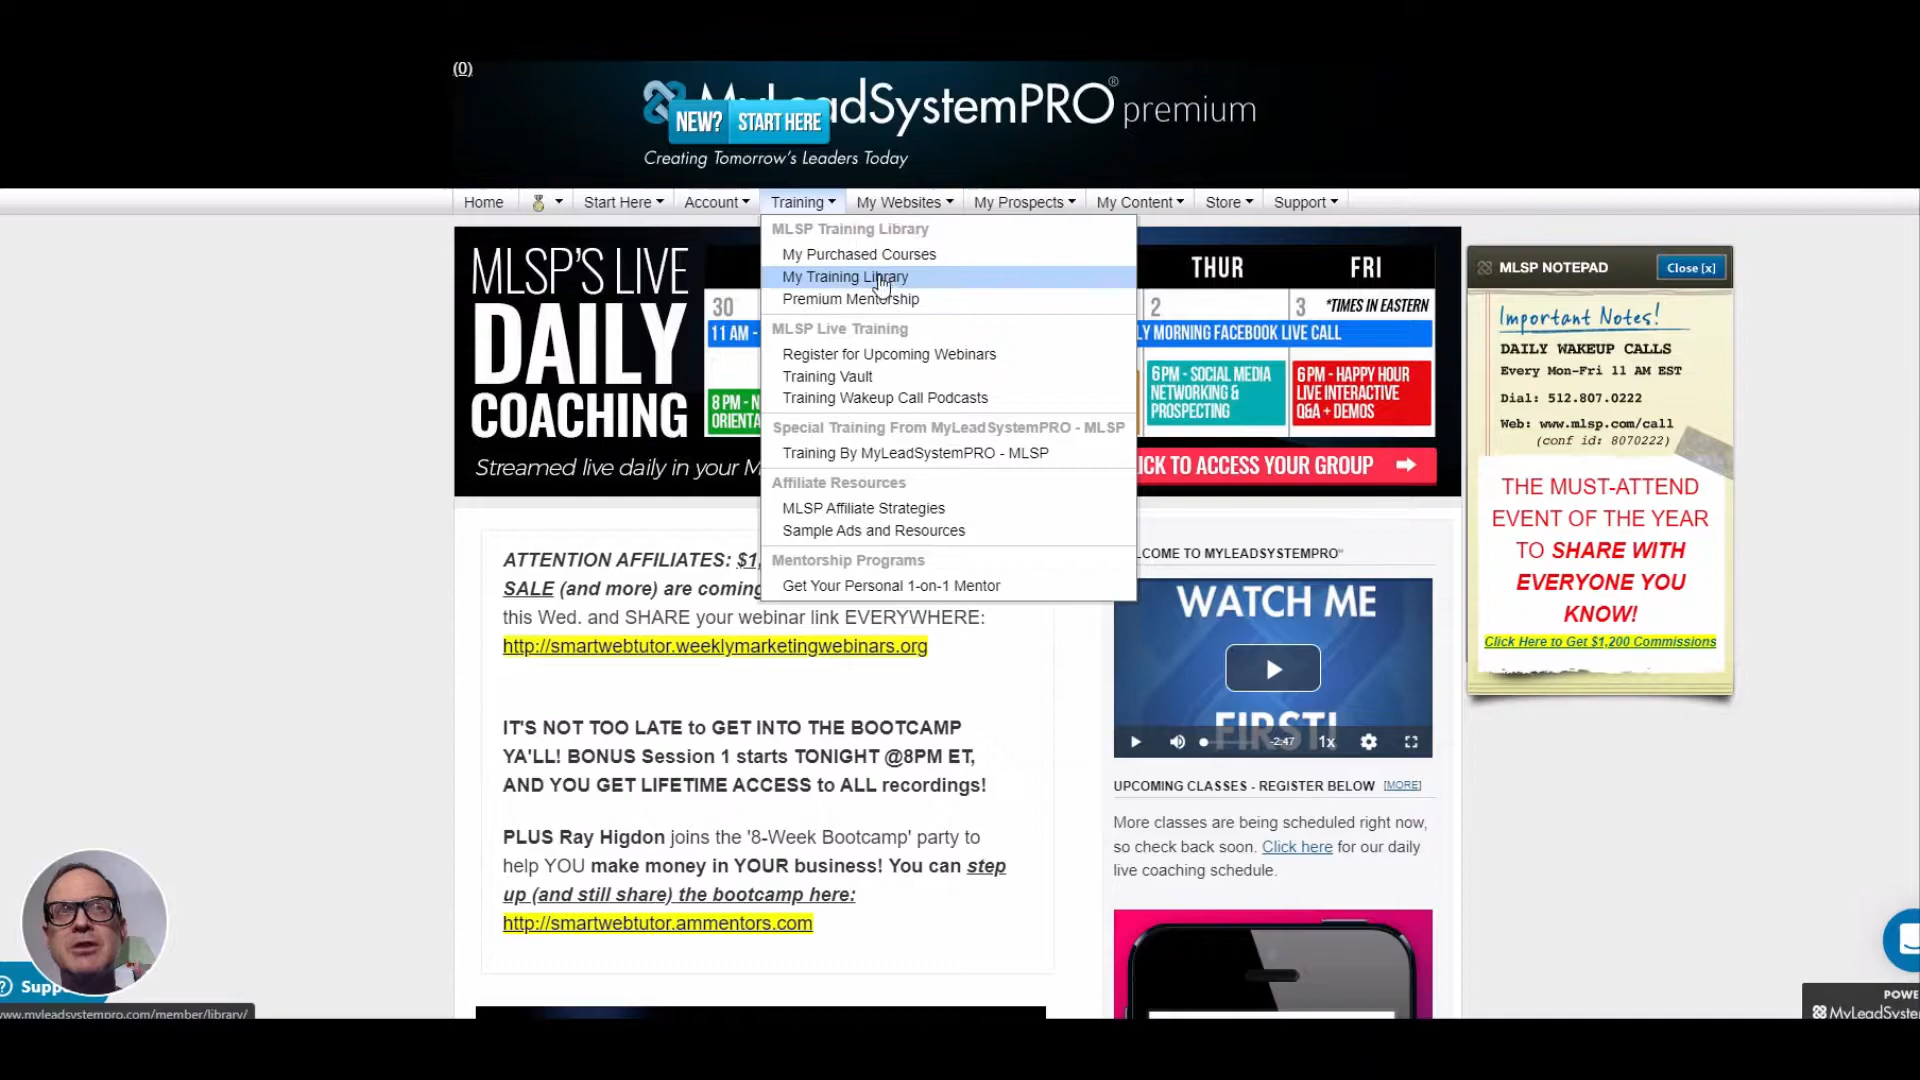 (0)
MyLeadSystemPRO® premium
NEW? START HERE
Creating Tomorrow's Leaders Today
Home
Start Here
Account
Training
My Websites
My Prospects
My Content
Store
Support
MLSP Training Library
My Purchased Courses
My Training Library
Premium Mentorship
MLSP Live Training
Register for Upcoming Webinars
Training Vault
Training Wakeup Call Podcasts
Special Training From MyLeadSystemPRO - MLSP
Training By MyLeadSystemPRO - MLSP
Affiliate Resources
MLSP Affiliate Strategies
Sample Ads and Resources
Mentorship Programs
Get Your Personal 1-on-1 Mentor
MLSP'S LIVE
DAILY
COACHING
Streamed live daily in your
THUR
FRI
30
2
3
*TIMES IN EASTERN
11 AM -
MORNING FACEBOOK LIVE CALL
8 PM -
6 PM - SOCIAL MEDIA
NETWORKING &
PROSPECTING
6 PM - HAPPY HOUR
LIVE INTERACTIVE
Q&A + DEMOS
TO ACCESS YOUR GROUP
MLSP NOTEPAD
Close [x]
Important Notes!
DAILY WAKEUP CALLS
Every Mon-Fri 11 AM EST
Dial: 512.807.0222
Web: www.mlsp.com/call
(conf id: 8070222)
THE MUST-ATTEND
EVENT OF THE YEAR
TO SHARE WITH
EVERYONE YOU
KNOW!
Click Here to Get $1,200 Commissions
ATTENTION AFFILIATES:
SALE (and more) are
this Wed. and SHARE your webinar link EVERYWHERE:
http://smartwebtutor.weeklymarketingwebinars.org
IT'S NOT TOO LATE to GET INTO THE BOOTCAMP
YA'LL! BONUS Session 1 starts TONIGHT @8PM ET,
AND YOU GET LIFETIME ACCESS to ALL recordings!
PLUS Ray Higdon joins the '8-Week Bootcamp' party to
help YOU make money in YOUR business! You can step
up (and still share) the bootcamp here:
http://smartwebtutor.ammentors.com
TO MYLEADSYSTEMPRO
WATCH ME
FIRST!
-2:47
1x
UPCOMING CLASSES - REGISTER BELOW [MORE]
More classes are being scheduled right now,
so check back soon. Click here for our daily
live coaching schedule.
www.myleadsystempro.com/member/library/